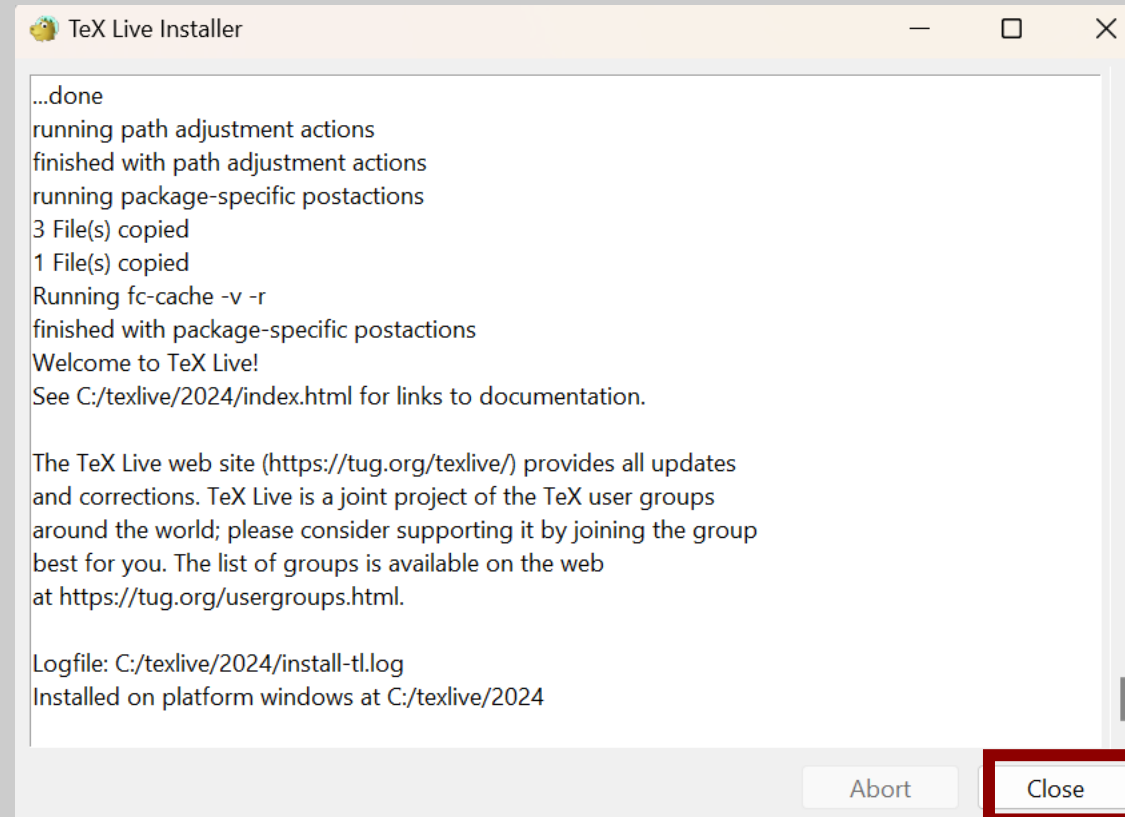 TeX Live Installer
...done
running path adjustment actions
finished with path adjustment actions
running package-specific postactions
3 File(s) copied
1 File(s) copied
Running fc-cache -v -r
finished with package-specific postactions
Welcome to TeX Live!
See C:/texlive/2024/index.html for links to documentation.
The TeX Live web site (https://tug.org/texlive/) provides all updates
and corrections. TeX Live is a joint project of the TeX user groups
around the world; please consider supporting it by joining the group
best for you. The list of groups is available on the web
at https://tug.org/usergroups.html.
Logfile: C:/texlive/2024/install-tl.log
Installed on platform windows at C:/texlive/2024
Abort
Close